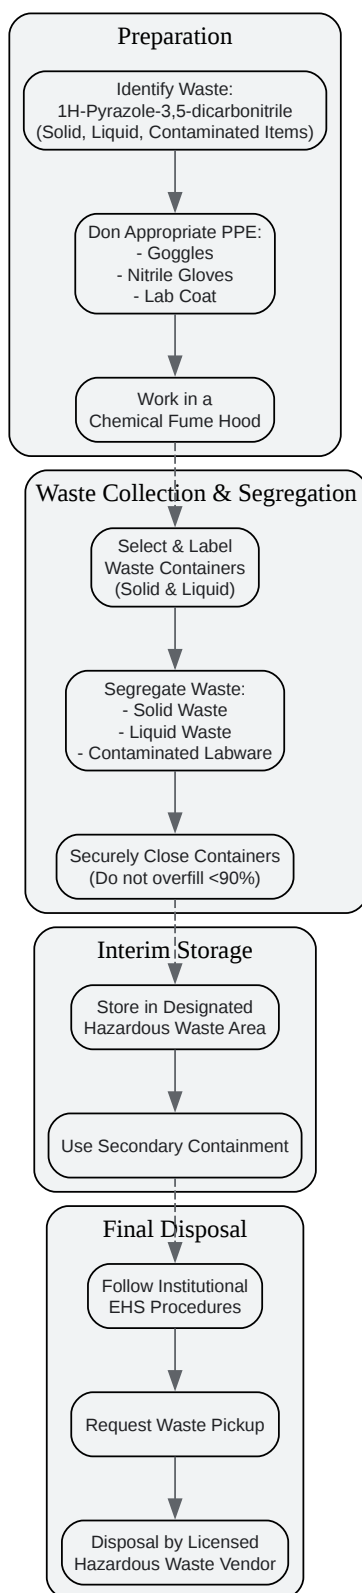 Preparation
Identify Waste:
1H-Pyrazole-3,5-dicarbonitrile
(Solid, Liquid, Contaminated Items)
Don Appropriate PPE:
- Goggles
- Nitrile Gloves
- Lab Coat
Work in a
Chemical Fume Hood
Waste Collection & Segregation
Select & Label
Waste Containers
(Solid & Liquid)
Segregate Waste:
- Solid Waste
- Liquid Waste
- Contaminated Labware
Securely Close Containers
(Do not overfill <90%)
Interim Storage
Store in Designated
Hazardous Waste Area
Use Secondary Containment
Final Disposal
Follow Institutional
EHS Procedures
Request Waste Pickup
Disposal by Licensed
Hazardous Waste Vendor